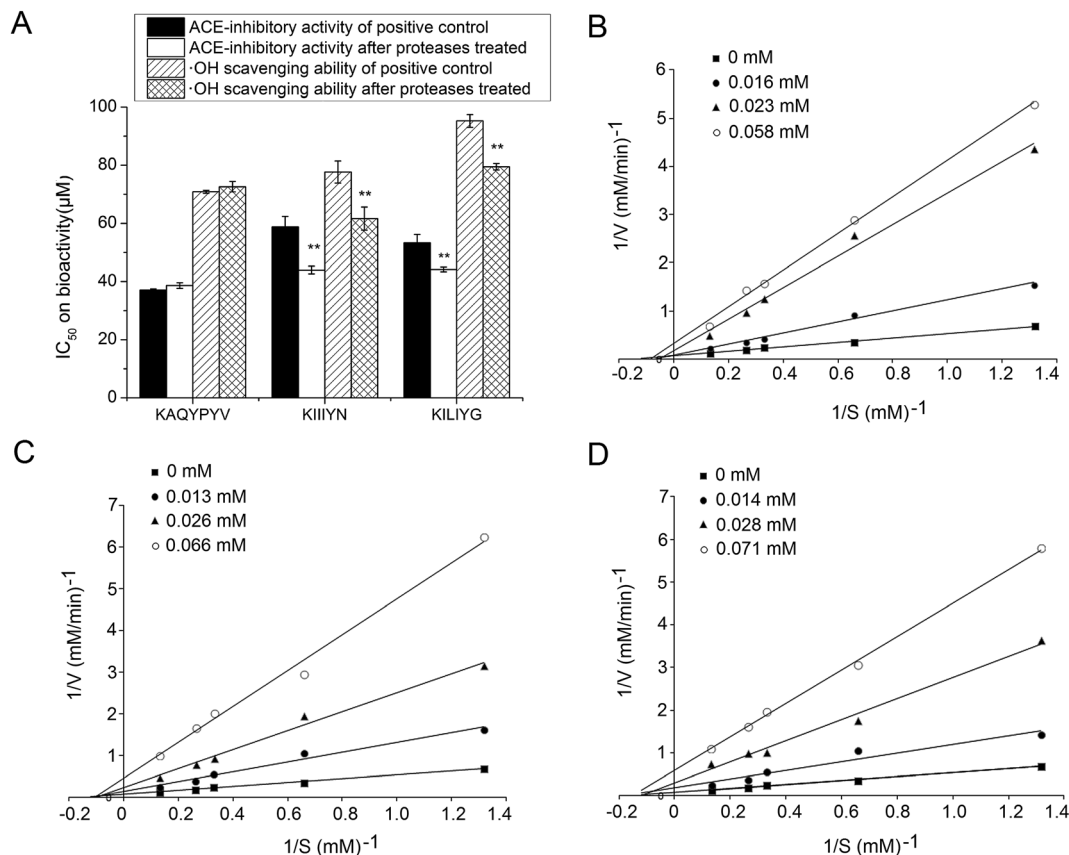 A
ACE-inhibitory activity of positive control
ACE-inhibitory activity after proteases treated
·OH scavenging ability of positive control
·OH scavenging ability after proteases treated
IC50 on bioactivity(µM)
100
80
60
40
20
0
**
**
**
**
KAQYPYV
KIIIYN
KILIYG
B
0 mM
0.016 mM
0.023 mM
0.058 mM
1/V (mM/min)-1
6
5
4
3
2
1
0
-0.2 0 0.2 0.4 0.6 0.8 1.0 1.2 1.4
1/S (mM)-1
C
0 mM
0.013 mM
0.026 mM
0.066 mM
1/V (mM/min)-1
7
6
5
4
3
2
1
0
-0.2 0 0.2 0.4 0.6 0.8 1.0 1.2 1.4
1/S (mM)-1
D
0 mM
0.014 mM
0.028 mM
0.071 mM
1/V (mM/min)-1
7
6
5
4
3
2
1
0
-0.2 0 0.2 0.4 0.6 0.8 1.0 1.2 1.4
1/S (mM)-1